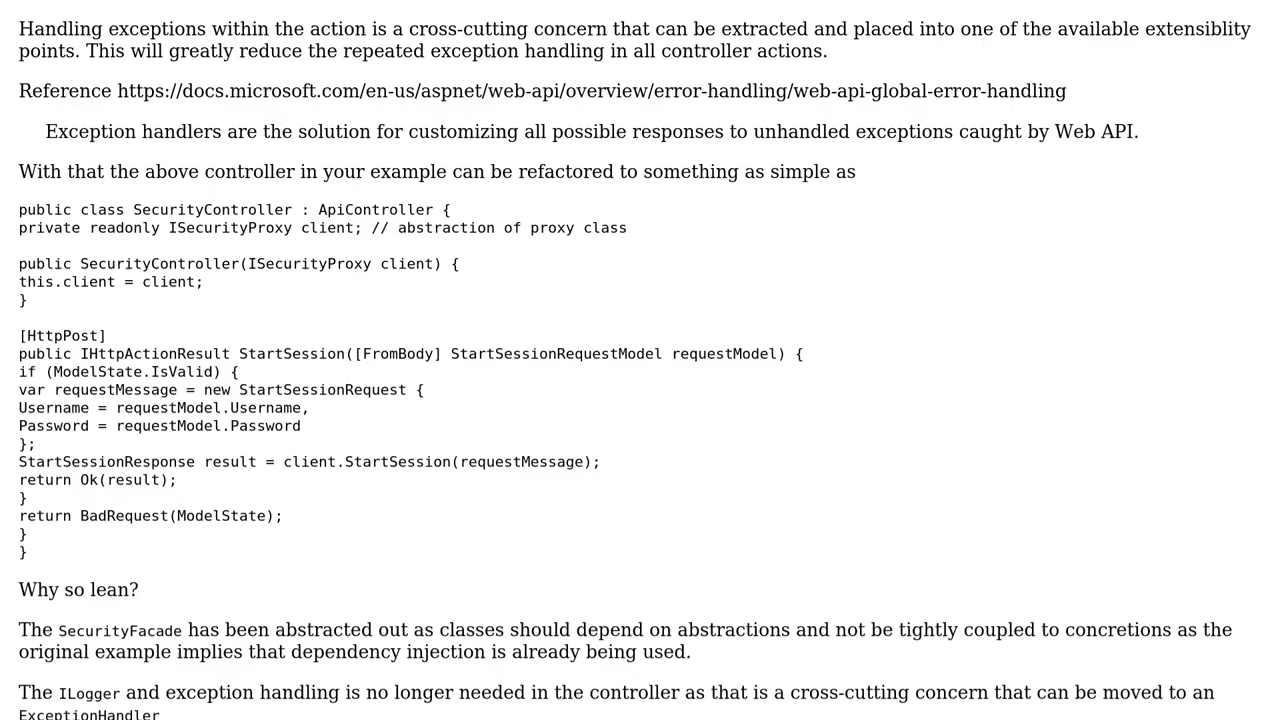 Handling exceptions within the action is a cross-cutting concern that can be extracted and placed into one of the available extensiblity
points. This will greatly reduce the repeated exception handling in all controller actions.
Reference https://docs.microsoft.com/en-us/aspnet/web-api/overview/error-handling/web-api-global-error-handling
Exception handlers are the solution for customizing all possible responses to unhandled exceptions caught by Web API.
With that the above controller in your example can be refactored to something as simple as
public class SecurityController : ApiController {
private readonly ISecurityProxy client; // abstraction of proxy class
public SecurityController(ISecurityProxy client) {
this.client = client;
}
[HttpPost]
public IHttpActionResult StartSession([FromBody] StartSessionRequestModel requestModel) {
if (ModelState.IsValid) {
var requestMessage = new StartSessionRequest {
Username = requestModel.Username,
Password = requestModel.Password
};
StartSessionResponse result = client.StartSession(requestMessage);
return Ok(result);
}
return BadRequest(ModelState);
}
}
Why so lean?
The SecurityFacade has been abstracted out as classes should depend on abstractions and not be tightly coupled to concretions as the
original example implies that dependency injection is already being used.
The ILogger and exception handling is no longer needed in the controller as that is a cross-cutting concern that can be moved to an
ExceptionHandler